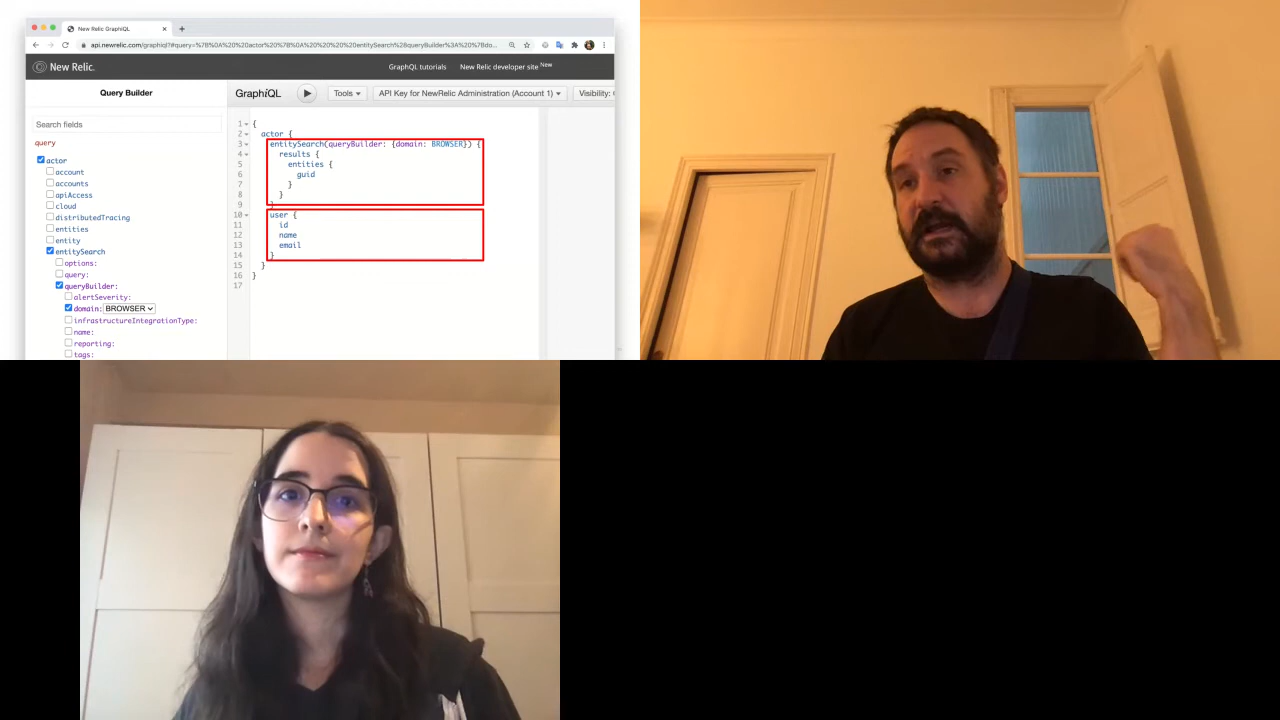 New Relic GraphiQL
api.newrelic.com/graphiql?#query=%7B%0A%20%20actor%20%7B%0A%20%20%20%20entitySearch%28queryBuilder%3A%20%7Bdo...
New Relic.
GraphQL tutorials
New Relic developer site New
Query Builder
GraphiQL
Tools
API Key for NewRelic Administration (Account 1)
Visibility:
Search fields
query
actor
account
accounts
apiAccess
cloud
distributedTracing
entities
entity
entitySearch
options:
query:
queryBuilder:
alertSeverity:
domain: BROWSER
infrastructureIntegrationType:
name:
reporting:
tags:
1 {
2 actor {
3 entitySearch(queryBuilder: {domain: BROWSER}) {
4 results {
5 entities {
6 guid
7 }
8 }
9 }
10 user {
11 id
12 name
13 email
14 }
15 }
16 }
17